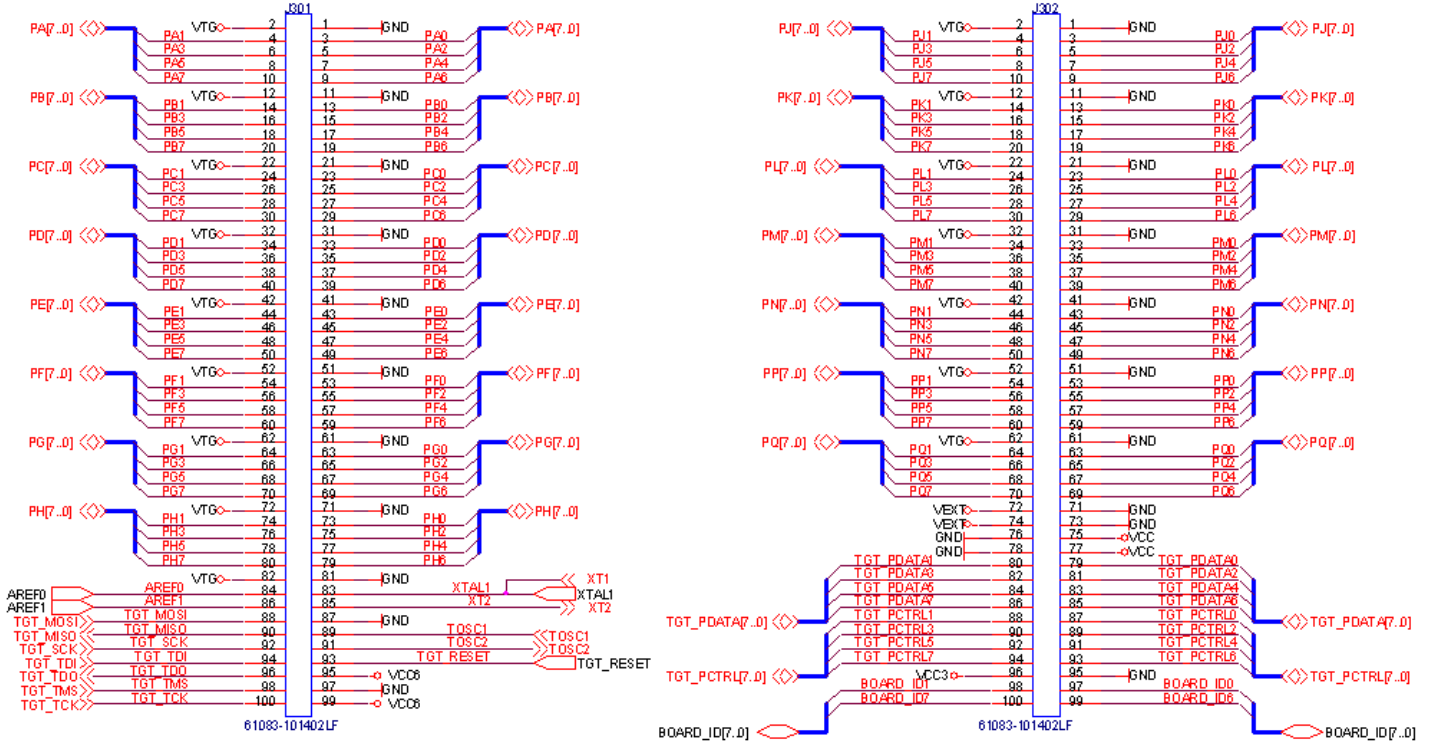 J301 J302
PA[7..0] VTG 2 1 GND PA[7..0] PJ[7..0] VTG 2 1 GND PJ[7..0]
PA1 4 3 PA0 PJ1 4 3 PJ0
PA3 6 5 PA2 PJ3 6 5 PJ2
PA5 8 7 PA4 PJ5 8 7 PJ4
PA7 10 9 PA6 PJ7 10 9 PJ6
PB[7..0] VTG 12 11 GND PB[7..0] PK[7..0] VTG 12 11 GND PK[7..0]
PB1 14 13 PB0 PK1 14 13 PK0
PB3 16 15 PB2 PK3 16 15 PK2
PB5 18 17 PB4 PK5 18 17 PK4
PB7 20 19 PB6 PK7 20 19 PK6
PC[7..0] VTG 22 21 GND PC[7..0] PL[7..0] VTG 22 21 GND PL[7..0]
PC1 24 23 PC0 PL1 24 23 PL0
PC3 26 25 PC2 PL3 26 25 PL2
PC5 28 27 PC4 PL5 28 27 PL4
PC7 30 29 PC6 PL7 30 29 PL6
PD[7..0] VTG 32 31 GND PD[7..0] PM[7..0] VTG 32 31 GND PM[7..0]
PD1 34 33 PD0 PM1 34 33 PM0
PD3 36 35 PD2 PM3 36 35 PM2
PD5 38 37 PD4 PM5 38 37 PM4
PD7 40 39 PD6 PM7 40 39 PM6
PE[7..0] VTG 42 41 GND PE[7..0] PN[7..0] VTG 42 41 GND PN[7..0]
PE1 44 43 PE0 PN1 44 43 PN0
PE3 46 45 PE2 PN3 46 45 PN2
PE5 48 47 PE4 PN5 48 47 PN4
PE7 50 49 PE6 PN7 50 49 PN6
PF[7..0] VTG 52 51 GND PF[7..0] PP[7..0] VTG 52 51 GND PP[7..0]
PF1 54 53 PF0 PP1 54 53 PP0
PF3 56 55 PF2 PP3 56 55 PP2
PF5 58 57 PF4 PP5 58 57 PP4
PF7 60 59 PF6 PP7 60 59 PP6
PG[7..0] VTG 62 61 GND PG[7..0] PQ[7..0] VTG 62 61 GND PQ[7..0]
PG1 64 63 PG0 PQ1 64 63 PQ0
PG3 66 65 PG2 PQ3 66 65 PQ2
PG5 68 67 PG4 PQ5 68 67 PQ4
PG7 70 69 PG6 PQ7 70 69 PQ6
PH[7..0] VTG 72 71 GND PH[7..0] VEXT 72 71 GND
PH1 74 73 PH0 VEXT 74 73 GND
PH3 76 75 PH2 GND 76 75 VCC
PH5 78 77 PH4 GND 78 77 VCC
PH7 80 79 PH6 TGT_PDATA1 80 79 TGT_PDATA0
VTG 82 81 GND XT1 TGT_PDATA3 82 81 TGT_PDATA2
AREF0 AREF0 84 83 XTAL1 XTAL1 TGT_PDATA5 84 83 TGT_PDATA4
AREF1 AREF1 86 85 XT2 XT2 TGT_PDATA7 86 85 TGT_PDATA6
TGT_MOSI TGT_MOSI 88 87 GND TGT_PDATA[7..0] TGT_PCTRL1 88 87 TGT_PCTRL0 TGT_PDATA[7..0]
TGT_MISO TGT_MISO 90 89 TOSC1 TOSC1 TGT_PCTRL3 90 89 TGT_PCTRL2
TGT_SCK TGT_SCK 92 91 TOSC2 TOSC2 TGT_PCTRL5 92 91 TGT_PCTRL4
TGT_TDI TGT_TDI 94 93 TGT_RESET TGT_RESET TGT_PCTRL7 94 93 TGT_PCTRL6
TGT_TDO TGT_TDO 96 95 VCC6 TGT_PCTRL[7..0] VCC3 96 95 GND TGT_PCTRL[7..0]
TGT_TMS TGT_TMS 98 97 GND BOARD_ID1 98 97 BOARD_ID0
TGT_TCK TGT_TCK 100 99 VCC6 BOARD_ID7 100 99 BOARD_ID6
61083-101402LF 61083-101402LF
BOARD_ID[7..0] BOARD_ID[7..0]